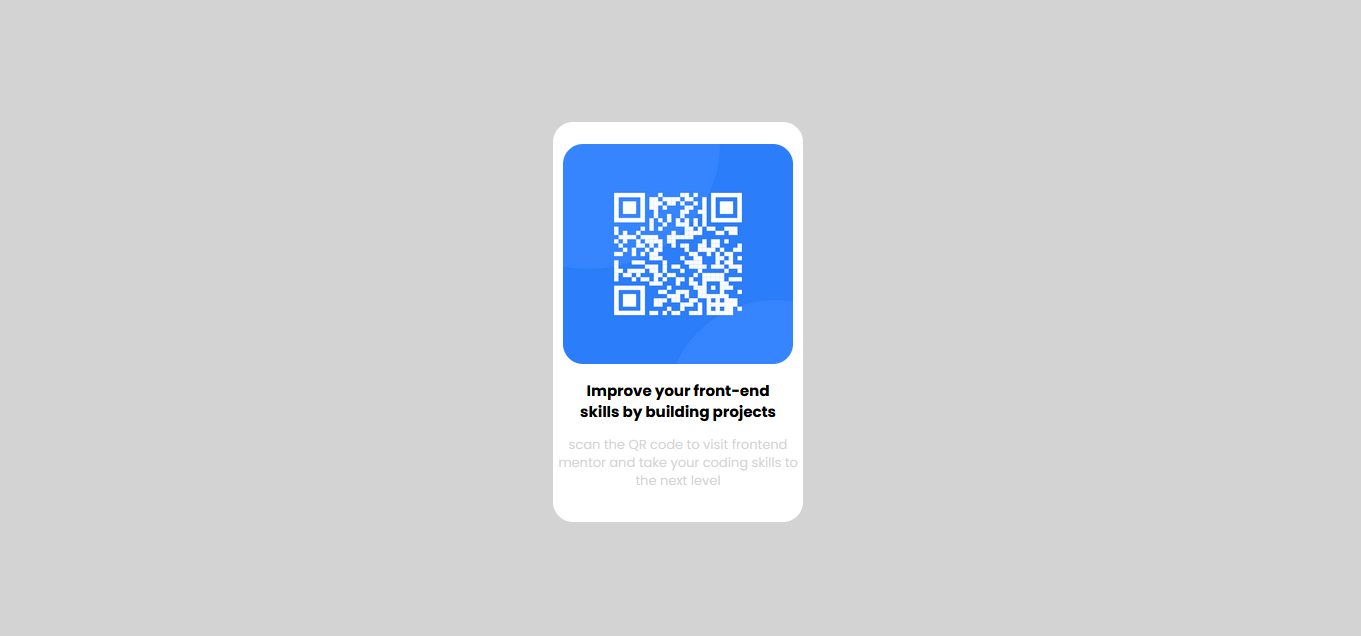 Improve your front-end
skills by building projects
scan the QR code to visit frontend
mentor and take your coding skills to
the next level